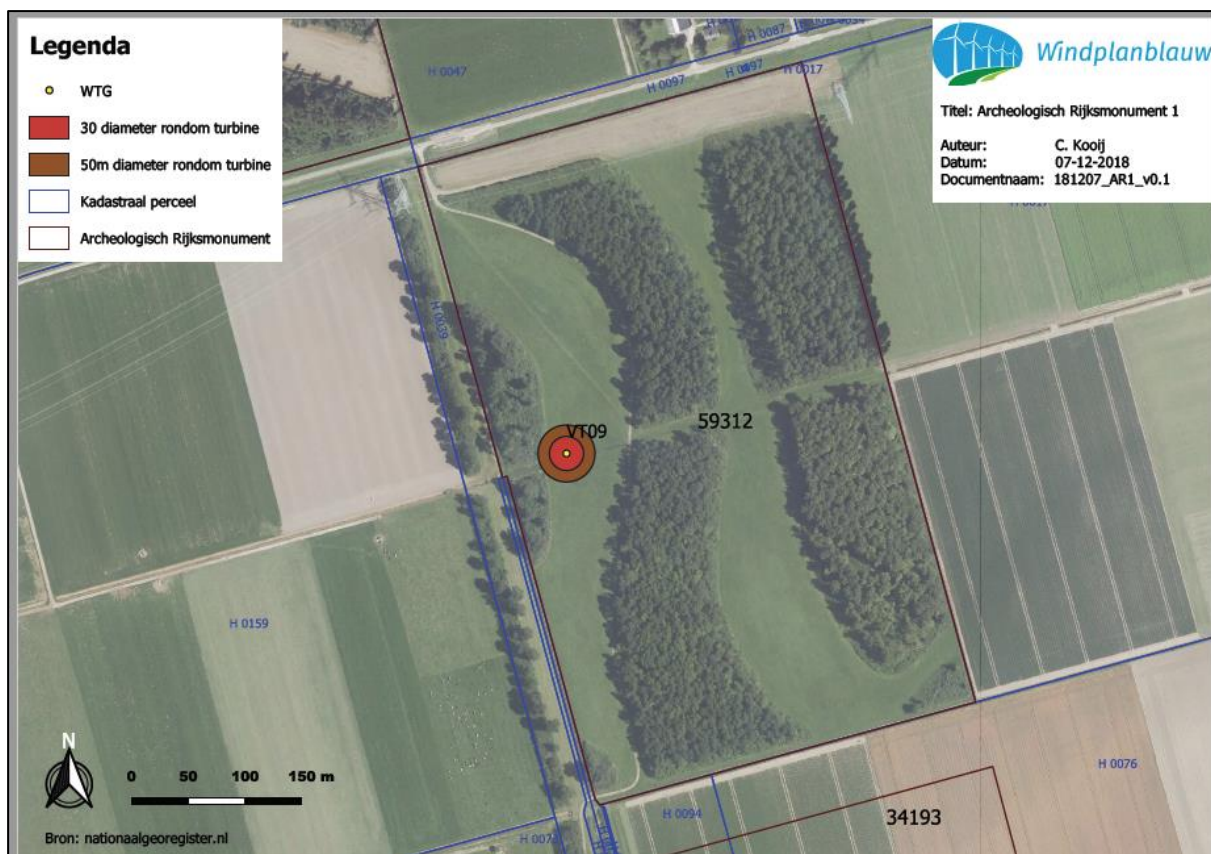 Legenda
WTG
30 diameter rondom turbine
50m diameter rondom turbine
Kadastraal perceel
Archeologisch Rijksmonument
Windplanblauw
Titel: Archeologisch Rijksmonument 1
Auteur: C. Kooij
Datum: 07-12-2018
Documentnaam: 181207_AR1_v0.1
H 0087
H 0047
H 0097
H 0097
H 0017
H 0017
H 0039
VT09
59312
H 0159
N
0 50 100 150 m
H 0076
H 0094
34193
Bron: nationaalgeoregister.nl